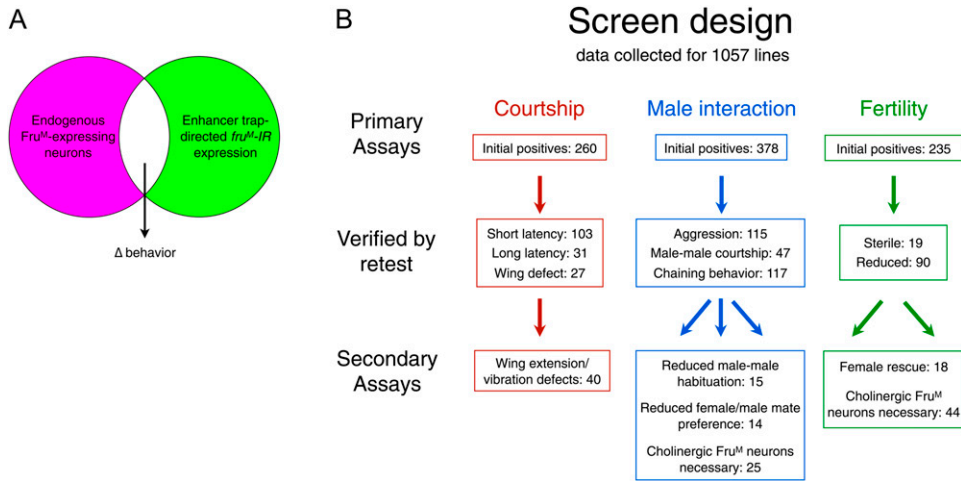 A
Endogenous
Fruᴹ-expressing
neurons
Enhancer trap-
directed fruᴹ-IR
expression
Δ behavior
B
Screen design
data collected for 1057 lines
Courtship
Male interaction
Fertility
Primary
Assays
Initial positives: 260
Initial positives: 378
Initial positives: 235
Verified by
retest
Short latency: 103
Long latency: 31
Wing defect: 27
Aggression: 115
Male-male courtship: 47
Chaining behavior: 117
Sterile: 19
Reduced: 90
Secondary
Assays
Wing extension/
vibration defects: 40
Reduced male-male
habituation: 15
Reduced female/male mate
preference: 14
Cholinergic Fruᴹ neurons
necessary: 25
Female rescue: 18
Cholinergic Fruᴹ
neurons necessary: 44